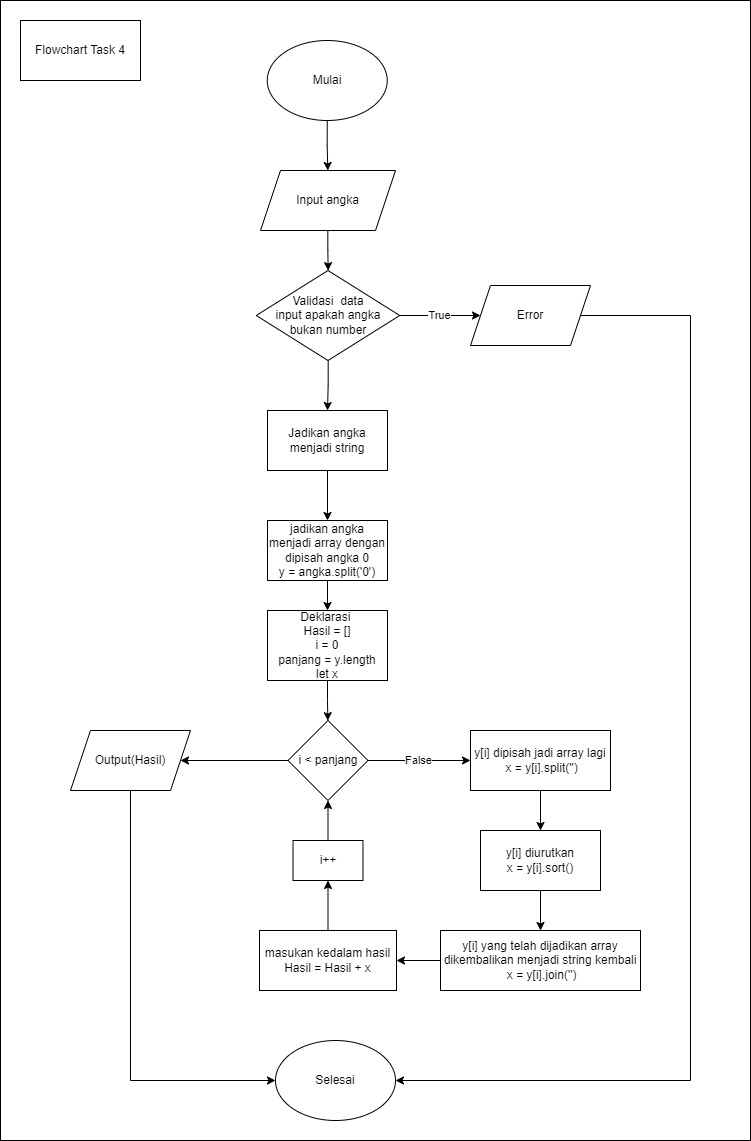 Flowchart Task 4
Mulai
Input angka
Validasi data
input apakah angka
bukan number
True
Error
Jadikan angka
menjadi string
jadikan angka
menjadi array dengan
dipisah angka 0
y = angka.split('0')
Deklarasi
Hasil = []
i = 0
panjang = y.length
let x
Output(Hasil)
i < panjang
False
y[i] dipisah jadi array lagi
x = y[i].split('')
i++
y[i] diurutkan
x = y[i].sort()
masukan kedalam hasil
Hasil = Hasil + x
y[i] yang telah dijadikan array
dikembalikan menjadi string kembali
x = y[i].join('')
Selesai